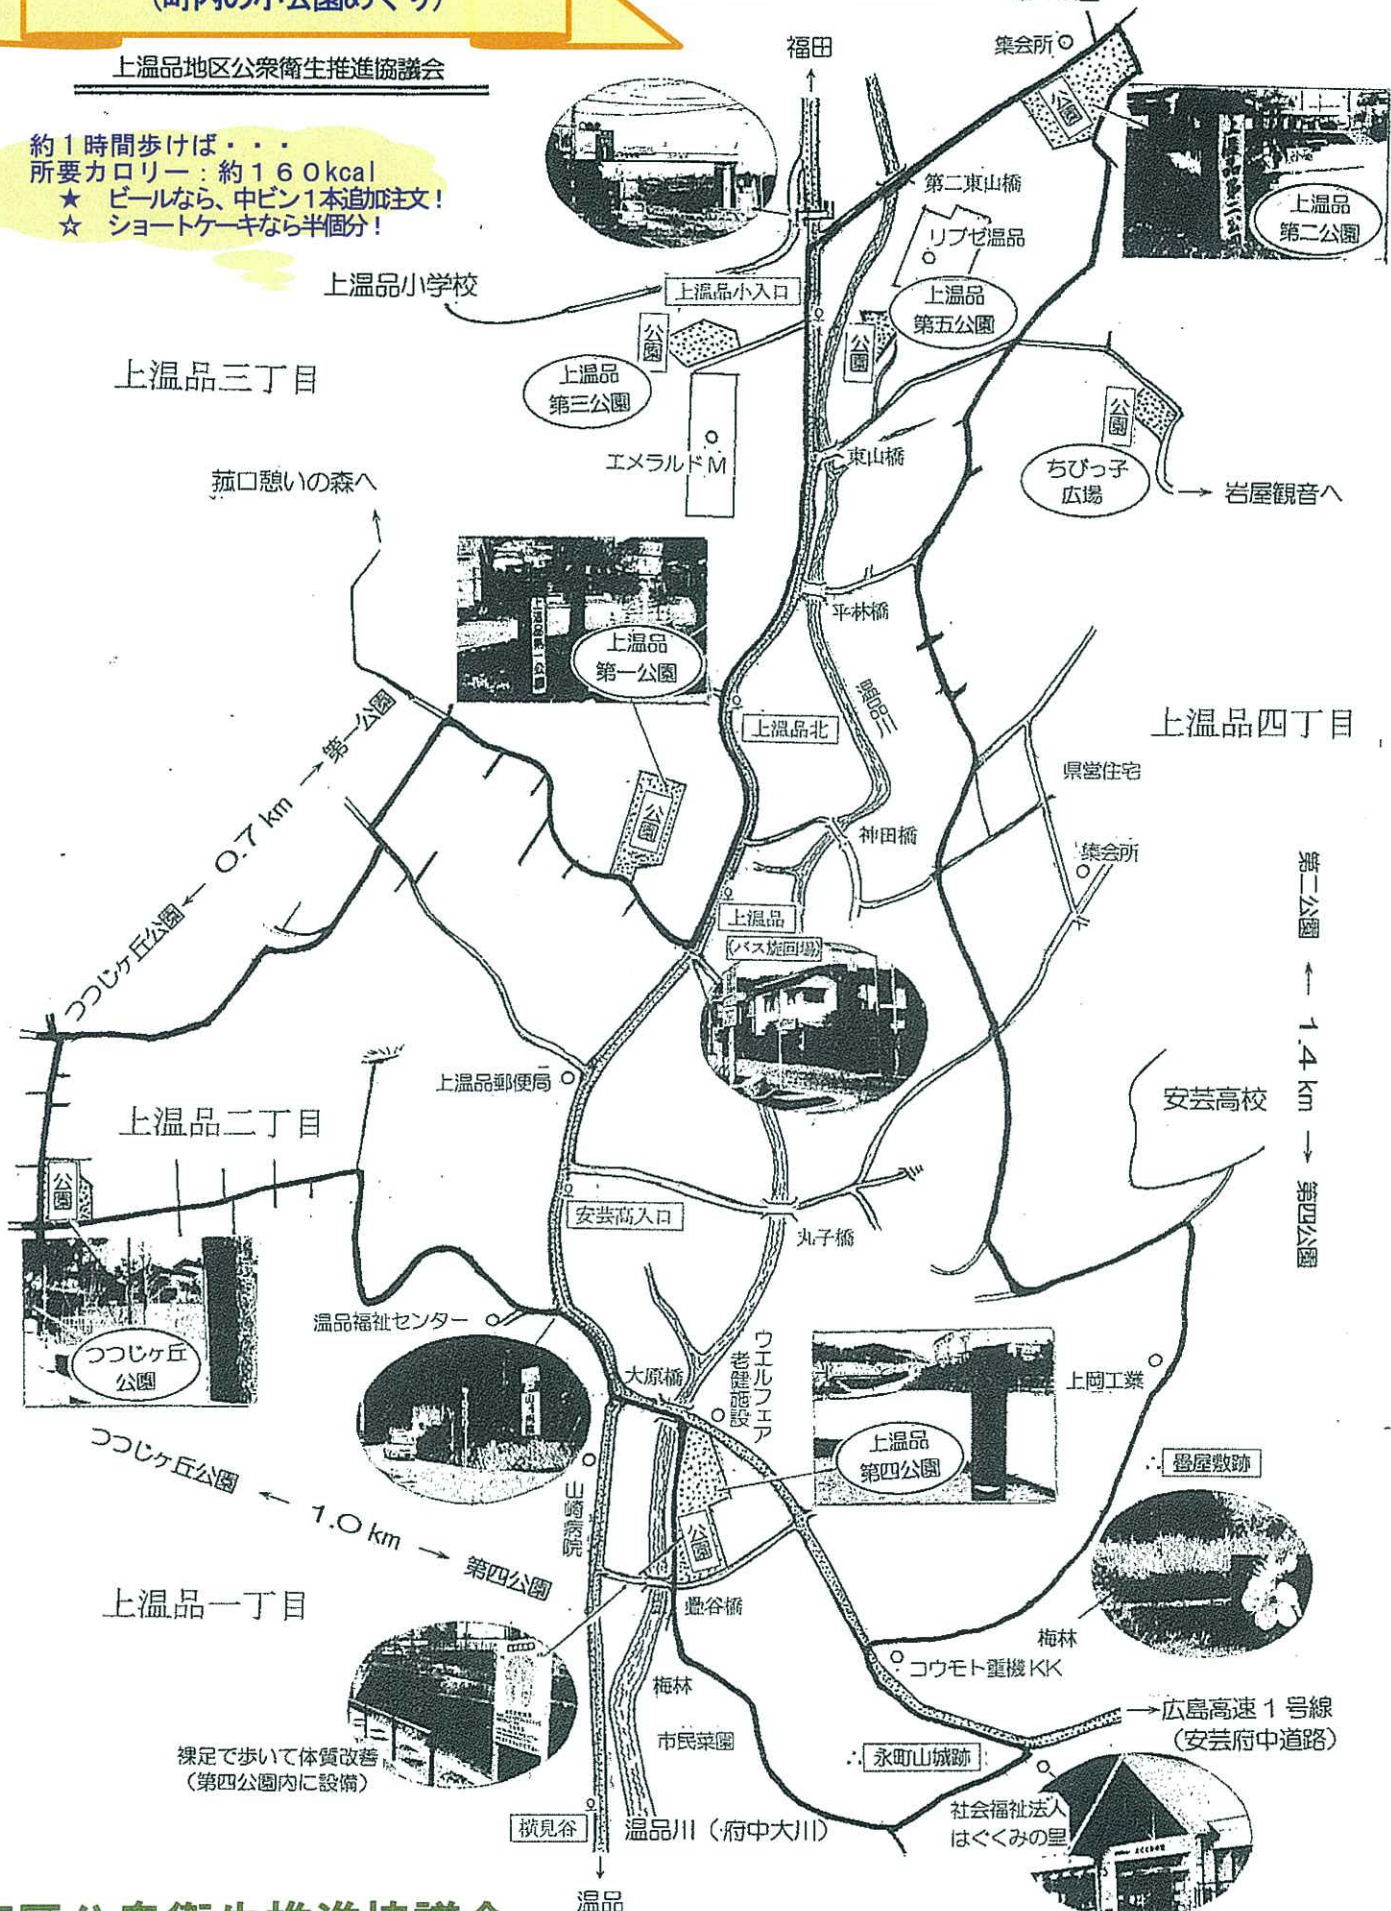 (町内の小公園めぐり)
上温品地区公衆衛生推進協議会
約1時間歩けば・・・
所要カロリー：約160kcal
★ ビールなら、中ビン1本追加注文！
☆ ショートケーキなら半個分！
福田
集会所
公園
上温品
第二公園
第二東山橋
リブゼ温品
上温品小学校
上温品小入口
上温品
第五公園
公園
公園
上温品
第三公園
上温品三丁目
公園
エメラルドM
東山橋
ちびっ子
広場
岩屋観音へ
菰口憩いの森へ
平林橋
上温品
第一公園
上温品北
上温品四丁目
県営住宅
つつじヶ丘公園 ← 0.7 km → 第一公園
公園
神田橋
集会所
上温品
(バス旋回場)
第二公園 ← 1.4 km → 第四公園
上温品郵便局
安芸高校
上温品二丁目
公園
安芸高入口
丸子橋
温品福祉センター
つつじヶ丘
公園
大原橋
ウエルフェア
老健施設
上岡工業
上温品
第四公園
つつじヶ丘公園 ← 1.0 km → 第四公園
山崎病院
∴畳屋敷跡
公園
上温品一丁目
畳谷橋
梅林
コウモト重機KK
梅林
市民菜園
→広島高速1号線
(安芸府中道路)
裸足で歩いて体質改善
(第四公園内に設備)
∴永町山城跡
社会福祉法人
はぐくみの里
横見谷
温品川(府中大川)
温品